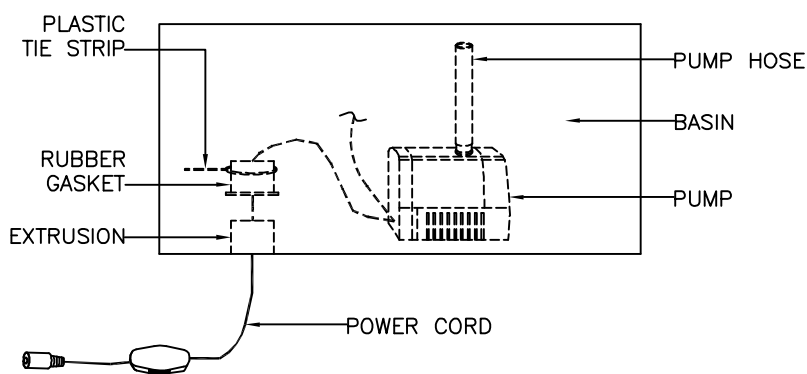 PLASTIC
TIE STRIP
PUMP HOSE
BASIN
RUBBER
GASKET
PUMP
EXTRUSION
POWER CORD